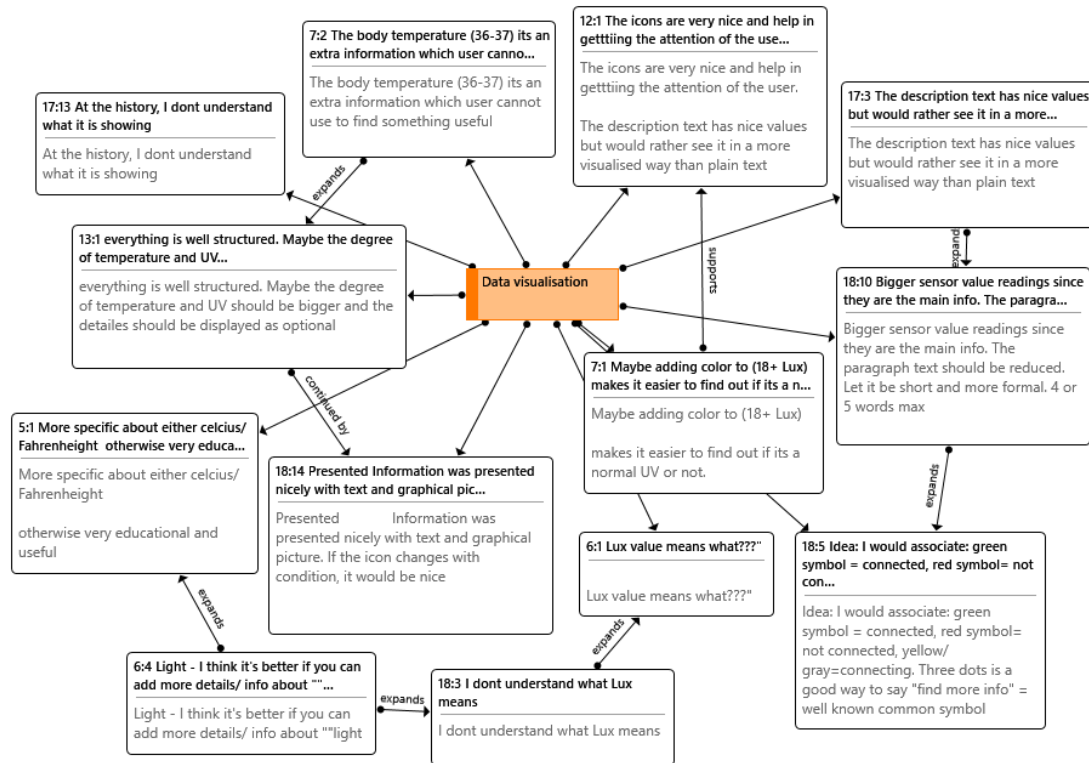 7:2 The body temperature (36-37) its an
extra information which user canno...
The body temperature (36-37) its an
extra information which user cannot
use to find something useful
12:1 The icons are very nice and help in
getttiing the attention of the use...
The icons are very nice and help in
getttiing the attention of the user.
The description text has nice values
but would rather see it in a more
visualised way than plain text
17:13 At the history, I dont understand
what it is showing
At the history, I dont understand
what it is showing
17:3 The description text has nice values
but would rather see it in a more...
The description text has nice values
but would rather see it in a more
visualised way than plain text
expands
13:1 everything is well structured. Maybe the degree
of temperature and UV...
everything is well structured. Maybe the degree
of temperature and UV should be bigger and the
detailes should be displayed as optional
Data visualisation
supports
expands
18:10 Bigger sensor value readings since
they are the main info. The paragra...
Bigger sensor value readings since
they are the main info. The
paragraph text should be reduced.
Let it be short and more formal. 4 or
5 words max
continued by
7:1 Maybe adding color to (18+ Lux)
makes it easier to find out if its a n...
Maybe adding color to (18+ Lux)
makes it easier to find out if its a
normal UV or not.
5:1 More specific about either celcius/
Fahrenheight  otherwise very educa...
More specific about either celcius/
Fahrenheight
otherwise very educational and
useful
18:14 Presented Information was presented
nicely with text and graphical pic...
Presented Information was
presented nicely with text and graphical
picture. If the icon changes with
condition, it would be nice
expands
6:1 Lux value means what???"
Lux value means what???"
18:5 Idea: I would associate: green
symbol = connected, red symbol= not
con...
Idea: I would associate: green
symbol = connected, red symbol=
not connected, yellow/
gray=connecting. Three dots is a
good way to say "find more info" =
well known common symbol
expands
expands
6:4 Light - I think it's better if you can
add more details/ info about ""...
Light - I think it's better if you can
add more details/ info about ""light
expands
18:3 I dont understand what Lux
means
I dont understand what Lux means